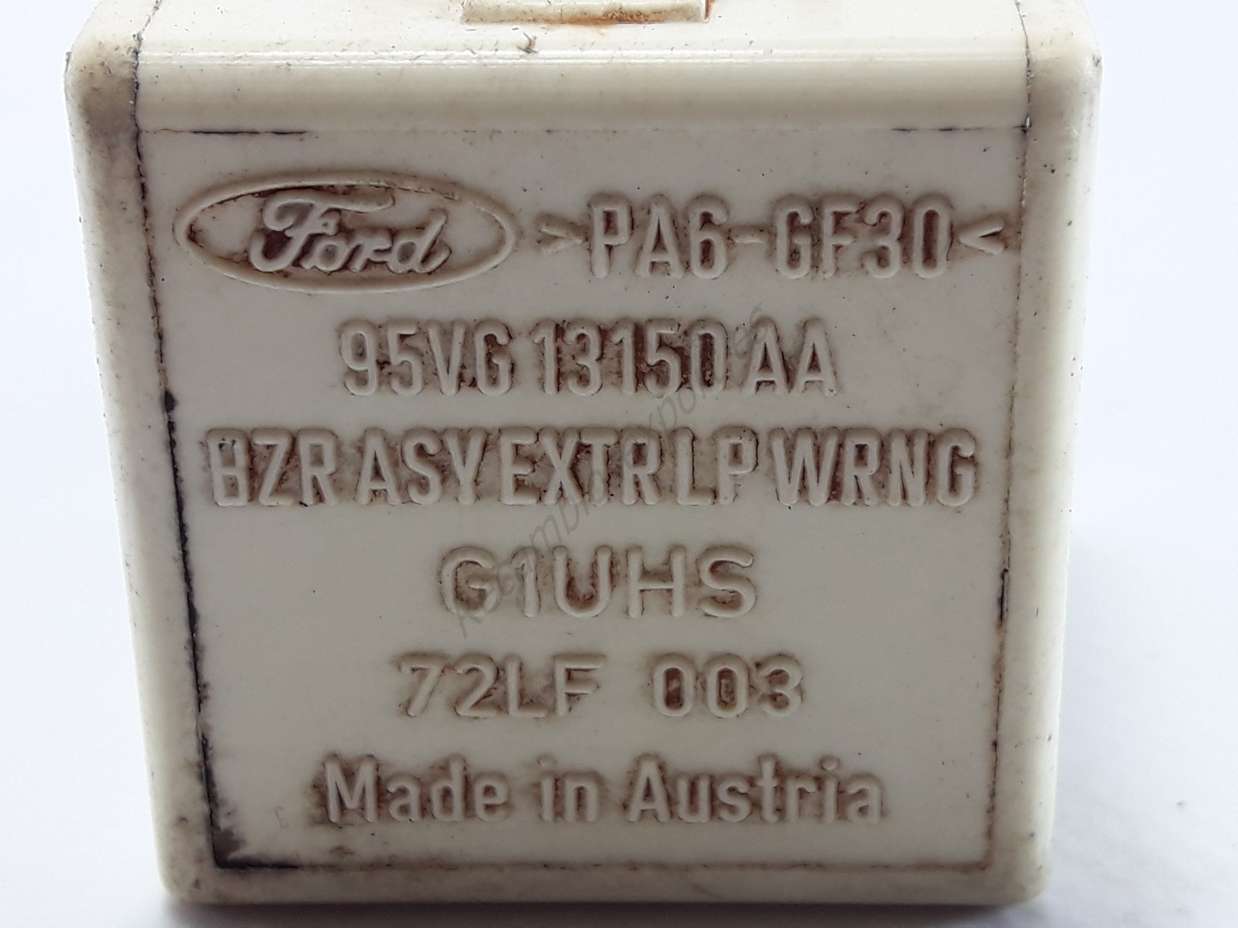 Ford >PA6-GF30<
95VG 13150 AA
BZR ASY EXTR LP WRNG
G1UHS
72LF 003
Made in Austria